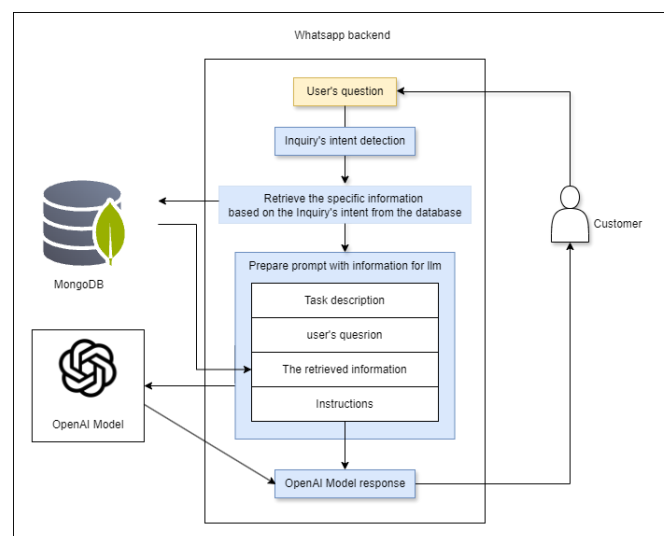 Whatsapp backend
User's question
Inquiry's intent detection
Retrieve the specific information
based on the Inquiry's intent from the database
MongoDB
Customer
Prepare prompt with information for llm
Task description
user's quesrion
The retrieved information
Instructions
OpenAI Model
OpenAI Model response